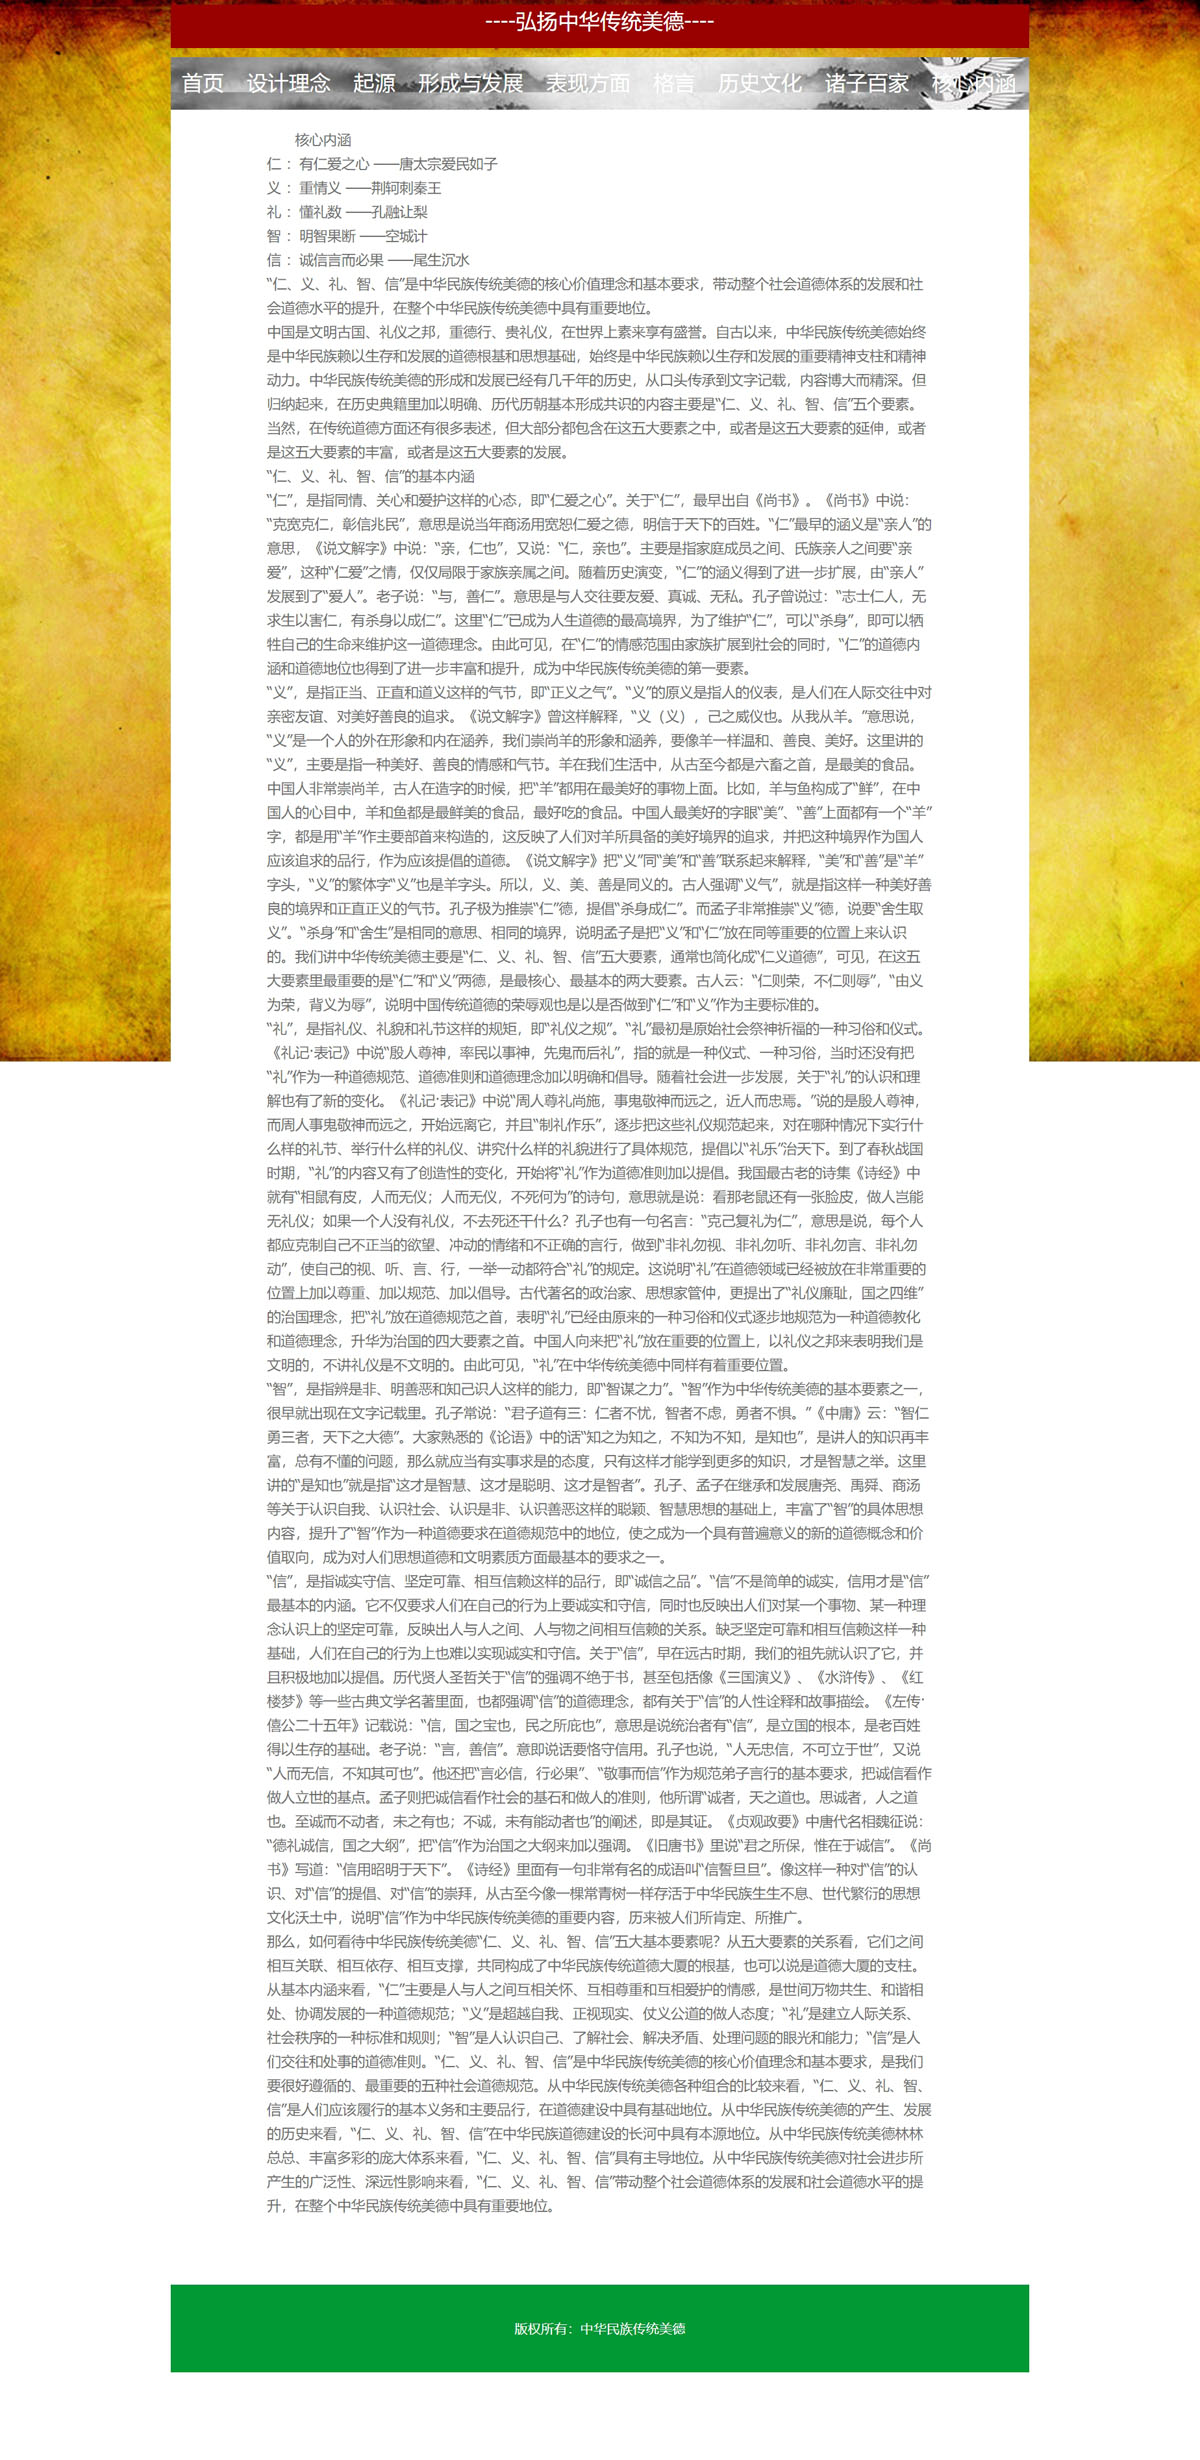 ----弘扬中华传统美德----
首页 设计理念 起源 形成与发展 表现方面 格言 历史文化 诸子百家 核心内涵
核心内涵
仁 ：有仁爱之心 ——唐太宗爱民如子
义 ：重情义 ——荆轲刺秦王
礼 ：懂礼数 ——孔融让梨
智 ：明智果断 ——空城计
信 ：诚信言而必果 ——尾生沉水
“仁、义、礼、智、信”是中华民族传统美德的核心价值理念和基本要求，带动整个社会道德体系的发展和社
会道德水平的提升，在整个中华民族传统美德中具有重要地位。
中国是文明古国、礼仪之邦，重德行、贵礼仪，在世界上素来享有盛誉。自古以来，中华民族传统美德始终
是中华民族赖以生存和发展的道德根基和思想基础，始终是中华民族赖以生存和发展的重要精神支柱和精神
动力。中华民族传统美德的形成和发展已经有几千年的历史，从口头传承到文字记载，内容博大而精深。但
归纳起来，在历史典籍里加以明确、历代历朝基本形成共识的内容主要是“仁、义、礼、智、信”五个要素。
当然，在传统道德方面还有很多表述，但大部分都包含在这五大要素之中，或者是这五大要素的延伸，或者
是这五大要素的丰富，或者是这五大要素的发展。
“仁、义、礼、智、信”的基本内涵
“仁”，是指同情、关心和爱护这样的心态，即“仁爱之心”。关于“仁”，最早出自《尚书》。《尚书》中说：
“克宽克仁，彰信兆民”，意思是说当年商汤用宽恕仁爱之德，明信于天下的百姓。“仁”最早的涵义是“亲人”的
意思，《说文解字》中说：“亲，仁也”，又说：“仁，亲也”。主要是指家庭成员之间、氏族亲人之间要“亲
爱”，这种“仁爱”之情，仅仅局限于家族亲属之间。随着历史演变，“仁”的涵义得到了进一步扩展，由“亲人”
发展到了“爱人”。老子说：“与，善仁”。意思是与人交往要友爱、真诚、无私。孔子曾说过：“志士仁人，无
求生以害仁，有杀身以成仁”。这里“仁”已成为人生道德的最高境界，为了维护“仁”，可以“杀身”，即可以牺
牲自己的生命来维护这一道德理念。由此可见，在“仁”的情感范围由家族扩展到社会的同时，“仁”的道德内
涵和道德地位也得到了进一步丰富和提升，成为中华民族传统美德的第一要素。
“义”，是指正当、正直和道义这样的气节，即“正义之气”。“义”的原义是指人的仪表，是人们在人际交往中对
亲密友谊、对美好善良的追求。《说文解字》曾这样解释，“义（义），己之威仪也。从我从羊。”意思说，
“义”是一个人的外在形象和内在涵养，我们崇尚羊的形象和涵养，要像羊一样温和、善良、美好。这里讲的
“义”，主要是指一种美好、善良的情感和气节。羊在我们生活中，从古至今都是六畜之首，是最美的食品。
中国人非常崇尚羊，古人在造字的时候，把“羊”都用在最美好的事物上面。比如，羊与鱼构成了“鲜”，在中
国人的心目中，羊和鱼都是最鲜美的食品，最好吃的食品。中国人最美好的字眼“美”、“善”上面都有一个“羊”
字，都是用“羊”作主要部首来构造的，这反映了人们对羊所具备的美好境界的追求，并把这种境界作为国人
应该追求的品行，作为应该提倡的道德。《说文解字》把“义”同“美”和“善”联系起来解释，“美”和“善”是“羊”
字头，“义”的繁体字“义”也是羊字头。所以，义、美、善是同义的。古人强调“义气”，就是指这样一种美好善
良的境界和正直正义的气节。孔子极为推崇“仁”德，提倡“杀身成仁”。而孟子非常推崇“义”德，说要“舍生取
义”。“杀身”和“舍生”是相同的意思、相同的境界，说明孟子是把“义”和“仁”放在同等重要的位置上来认识
的。我们讲中华传统美德主要是“仁、义、礼、智、信”五大要素，通常也简化成“仁义道德”，可见，在这五
大要素里最重要的是“仁”和“义”两德，是最核心、最基本的两大要素。古人云：“仁则荣，不仁则辱”，“由义
为荣，背义为辱”，说明中国传统道德的荣辱观也是以是否做到“仁”和“义”作为主要标准的。
“礼”，是指礼仪、礼貌和礼节这样的规矩，即“礼仪之规”。“礼”最初是原始社会祭神祈福的一种习俗和仪式。
《礼记·表记》中说“殷人尊神，率民以事神，先鬼而后礼”，指的就是一种仪式、一种习俗，当时还没有把
“礼”作为一种道德规范、道德准则和道德理念加以明确和倡导。随着社会进一步发展，关于“礼”的认识和理
解也有了新的变化。《礼记·表记》中说“周人尊礼尚施，事鬼敬神而远之，近人而忠焉。”说的是殷人尊神，
而周人事鬼敬神而远之，开始远离它，并且“制礼作乐”，逐步把这些礼仪规范起来，对在哪种情况下实行什
么样的礼节、举行什么样的礼仪、讲究什么样的礼貌进行了具体规范，提倡以“礼乐”治天下。到了春秋战国
时期，“礼”的内容又有了创造性的变化，开始将“礼”作为道德准则加以提倡。我国最古老的诗集《诗经》中
就有“相鼠有皮，人而无仪；人而无仪，不死何为”的诗句，意思就是说：看那老鼠还有一张脸皮，做人岂能
无礼仪；如果一个人没有礼仪，不去死还干什么？孔子也有一句名言：“克己复礼为仁”，意思是说，每个人
都应克制自己不正当的欲望、冲动的情绪和不正确的言行，做到“非礼勿视、非礼勿听、非礼勿言、非礼勿
动”，使自己的视、听、言、行，一举一动都符合“礼”的规定。这说明“礼”在道德领域已经被放在非常重要的
位置上加以尊重、加以规范、加以倡导。古代著名的政治家、思想家管仲，更提出了“礼仪廉耻，国之四维”
的治国理念，把“礼”放在道德规范之首，表明“礼”已经由原来的一种习俗和仪式逐步地规范为一种道德教化
和道德理念，升华为治国的四大要素之首。中国人向来把“礼”放在重要的位置上，以礼仪之邦来表明我们是
文明的，不讲礼仪是不文明的。由此可见，“礼”在中华传统美德中同样有着重要位置。
“智”，是指辨是非、明善恶和知己识人这样的能力，即“智谋之力”。“智”作为中华传统美德的基本要素之一，
很早就出现在文字记载里。孔子常说：“君子道有三：仁者不忧，智者不虑，勇者不惧。”《中庸》云：“智仁
勇三者，天下之大德”。大家熟悉的《论语》中的话“知之为知之，不知为不知，是知也”，是讲人的知识再丰
富，总有不懂的问题，那么就应当有实事求是的态度，只有这样才能学到更多的知识，才是智慧之举。这里
讲的“是知也”就是指“这才是智慧、这才是聪明、这才是智者”。孔子、孟子在继承和发展唐尧、禹舜、商汤
等关于认识自我、认识社会、认识是非、认识善恶这样的聪颖、智慧思想的基础上，丰富了“智”的具体思想
内容，提升了“智”作为一种道德要求在道德规范中的地位，使之成为一个具有普遍意义的新的道德概念和价
值取向，成为对人们思想道德和文明素质方面最基本的要求之一。
“信”，是指诚实守信、坚定可靠、相互信赖这样的品行，即“诚信之品”。“信”不是简单的诚实，信用才是“信”
最基本的内涵。它不仅要求人们在自己的行为上要诚实和守信，同时也反映出人们对某一个事物、某一种理
念认识上的坚定可靠，反映出人与人之间、人与物之间相互信赖的关系。缺乏坚定可靠和相互信赖这样一种
基础，人们在自己的行为上也难以实现诚实和守信。关于“信”，早在远古时期，我们的祖先就认识了它，并
且积极地加以提倡。历代贤人圣哲关于“信”的强调不绝于书，甚至包括像《三国演义》、《水浒传》、《红
楼梦》等一些古典文学名著里面，也都强调“信”的道德理念，都有关于“信”的人性诠释和故事描绘。《左传·
僖公二十五年》记载说：“信，国之宝也，民之所庇也”，意思是说统治者有“信”，是立国的根本，是老百姓
得以生存的基础。老子说：“言，善信”。意即说话要恪守信用。孔子也说，“人无忠信，不可立于世”，又说
“人而无信，不知其可也”。他还把“言必信，行必果”、“敬事而信”作为规范弟子言行的基本要求，把诚信看作
做人立世的基点。孟子则把诚信看作社会的基石和做人的准则，他所谓“诚者，天之道也。思诚者，人之道
也。至诚而不动者，未之有也；不诚，未有能动者也”的阐述，即是其证。《贞观政要》中唐代名相魏征说：
“德礼诚信，国之大纲”，把“信”作为治国之大纲来加以强调。《旧唐书》里说“君之所保，惟在于诚信”。《尚
书》写道：“信用昭明于天下”。《诗经》里面有一句非常有名的成语叫“信誓旦旦”。像这样一种对“信”的认
识、对“信”的提倡、对“信”的崇拜，从古至今像一棵常青树一样存活于中华民族生生不息、世代繁衍的思想
文化沃土中，说明“信”作为中华民族传统美德的重要内容，历来被人们所肯定、所推广。
那么，如何看待中华民族传统美德“仁、义、礼、智、信”五大基本要素呢？从五大要素的关系看，它们之间
相互关联、相互依存、相互支撑，共同构成了中华民族传统道德大厦的根基，也可以说是道德大厦的支柱。
从基本内涵来看，“仁”主要是人与人之间互相关怀、互相尊重和互相爱护的情感，是世间万物共生、和谐相
处、协调发展的一种道德规范；“义”是超越自我、正视现实、仗义公道的做人态度；“礼”是建立人际关系、
社会秩序的一种标准和规则；“智”是人认识自己、了解社会、解决矛盾、处理问题的眼光和能力；“信”是人
们交往和处事的道德准则。“仁、义、礼、智、信”是中华民族传统美德的核心价值理念和基本要求，是我们
要很好遵循的、最重要的五种社会道德规范。从中华民族传统美德各种组合的比较来看，“仁、义、礼、智、
信”是人们应该履行的基本义务和主要品行，在道德建设中具有基础地位。从中华民族传统美德的产生、发展
的历史来看，“仁、义、礼、智、信”在中华民族道德建设的长河中具有本源地位。从中华民族传统美德林林
总总、丰富多彩的庞大体系来看，“仁、义、礼、智、信”具有主导地位。从中华民族传统美德对社会进步所
产生的广泛性、深远性影响来看，“仁、义、礼、智、信”带动整个社会道德体系的发展和社会道德水平的提
升，在整个中华民族传统美德中具有重要地位。
版权所有：中华民族传统美德